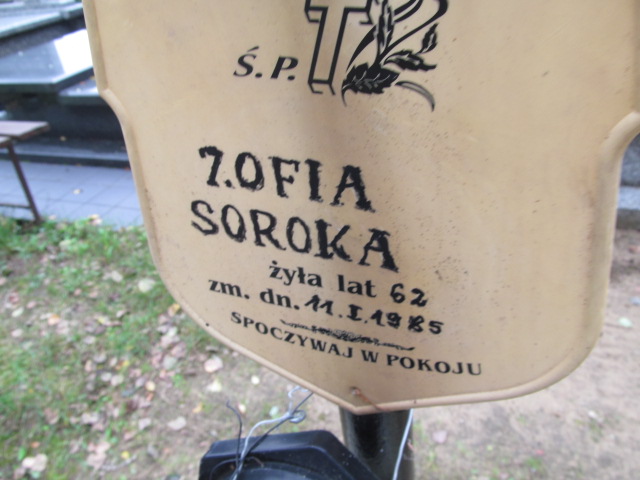 Ś.P.
ZOFIA
SOROKA
żyła lat 62
zm. dn. 11.I.1985
SPOCZYWAJ W POKOJU